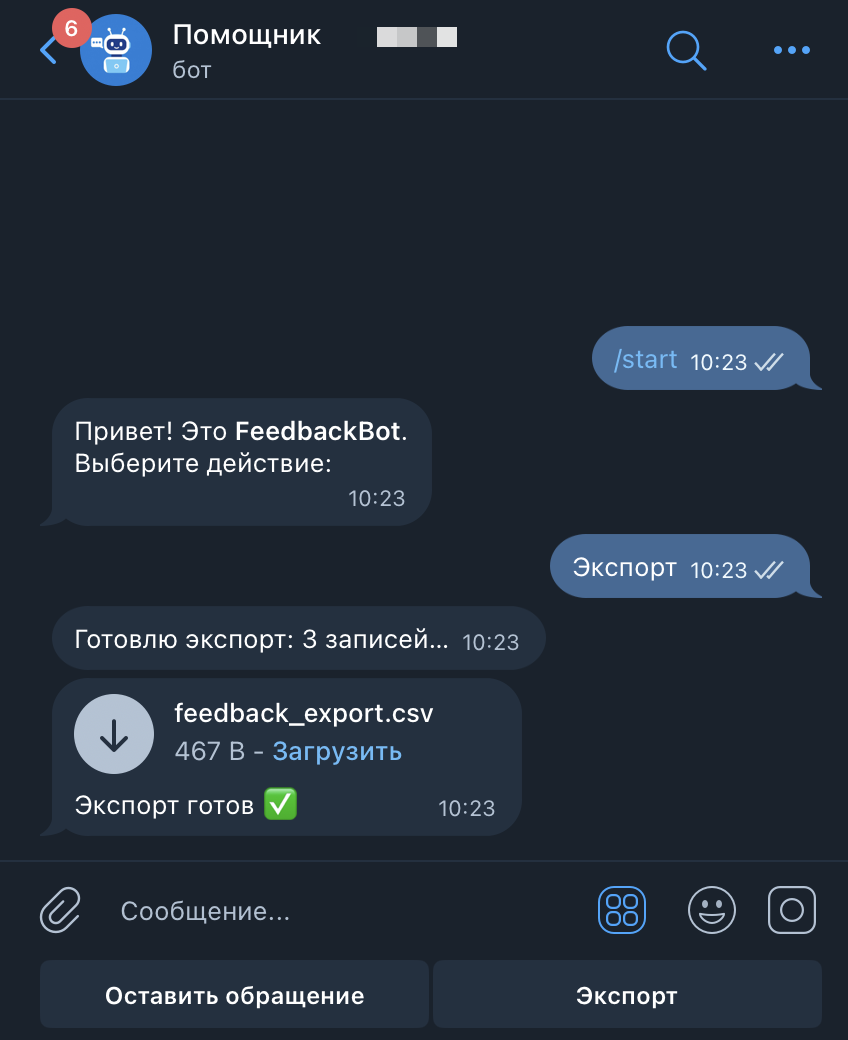 6
Помощник
бот
/start 10:23
Привет! Это FeedbackBot.
Выберите действие:
10:23
Экспорт 10:23
Готовлю экспорт: 3 записей... 10:23
feedback_export.csv
467 B - Загрузить
Экспорт готов ✅ 10:23
Сообщение...
Оставить обращение
Экспорт